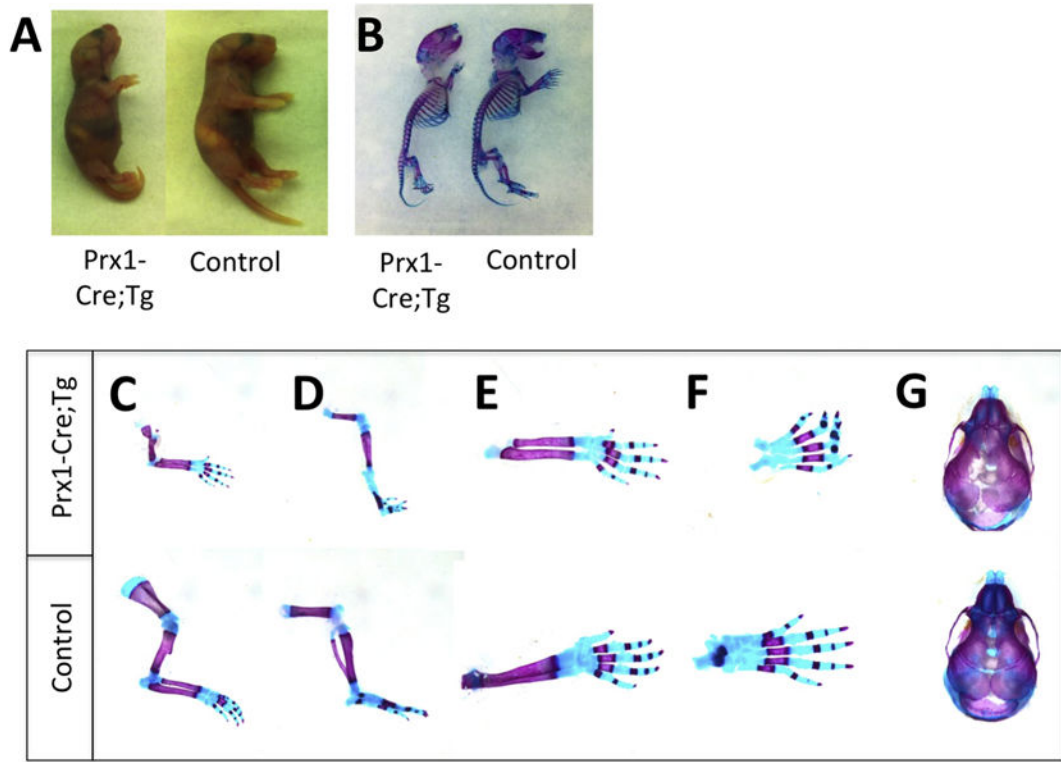 A
B
Prx1-
Cre;Tg
Control
Prx1-
Cre;Tg
Control
Prx1-Cre;Tg
C
D
E
F
G
Control